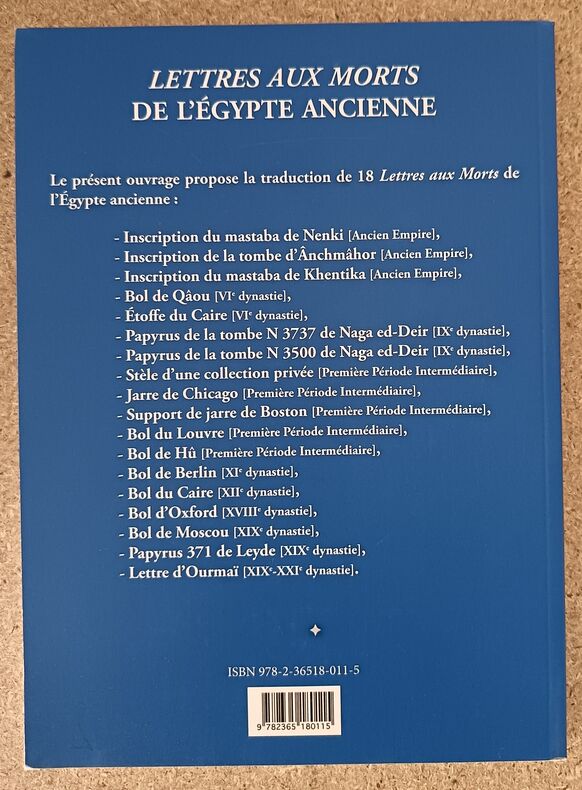 LETTRES AUX MORTS
DE L’ÉGYPTE ANCIENNE
Le présent ouvrage propose la traduction de 18 Lettres aux Morts de
l’Égypte ancienne :
- Inscription du mastaba de Nenki [Ancien Empire],
- Inscription de la tombe d’Ânchmâhor [Ancien Empire],
- Inscription du mastaba de Khentika [Ancien Empire],
- Bol de Qâou [VIe dynastie],
- Étoffe du Caire [VIe dynastie],
- Papyrus de la tombe N 3737 de Naga ed-Deir [IXe dynastie],
- Papyrus de la tombe N 3500 de Naga ed-Deir [IXe dynastie],
- Stèle d’une collection privée [Première Période Intermédiaire],
- Jarre de Chicago [Première Période Intermédiaire],
- Support de jarre de Boston [Première Période Intermédiaire],
- Bol du Louvre [Première Période Intermédiaire],
- Bol de Hû [Première Période Intermédiaire],
- Bol de Berlin [XIe dynastie],
- Bol du Caire [XIIe dynastie],
- Bol d’Oxford [XVIIIe dynastie],
- Bol de Moscou [XIXe dynastie],
- Papyrus 371 de Leyde [XIXe dynastie],
- Lettre d’Ourmaï [XIXe-XXIe dynastie].
ISBN 978-2-36518-011-5
9 782365 180115